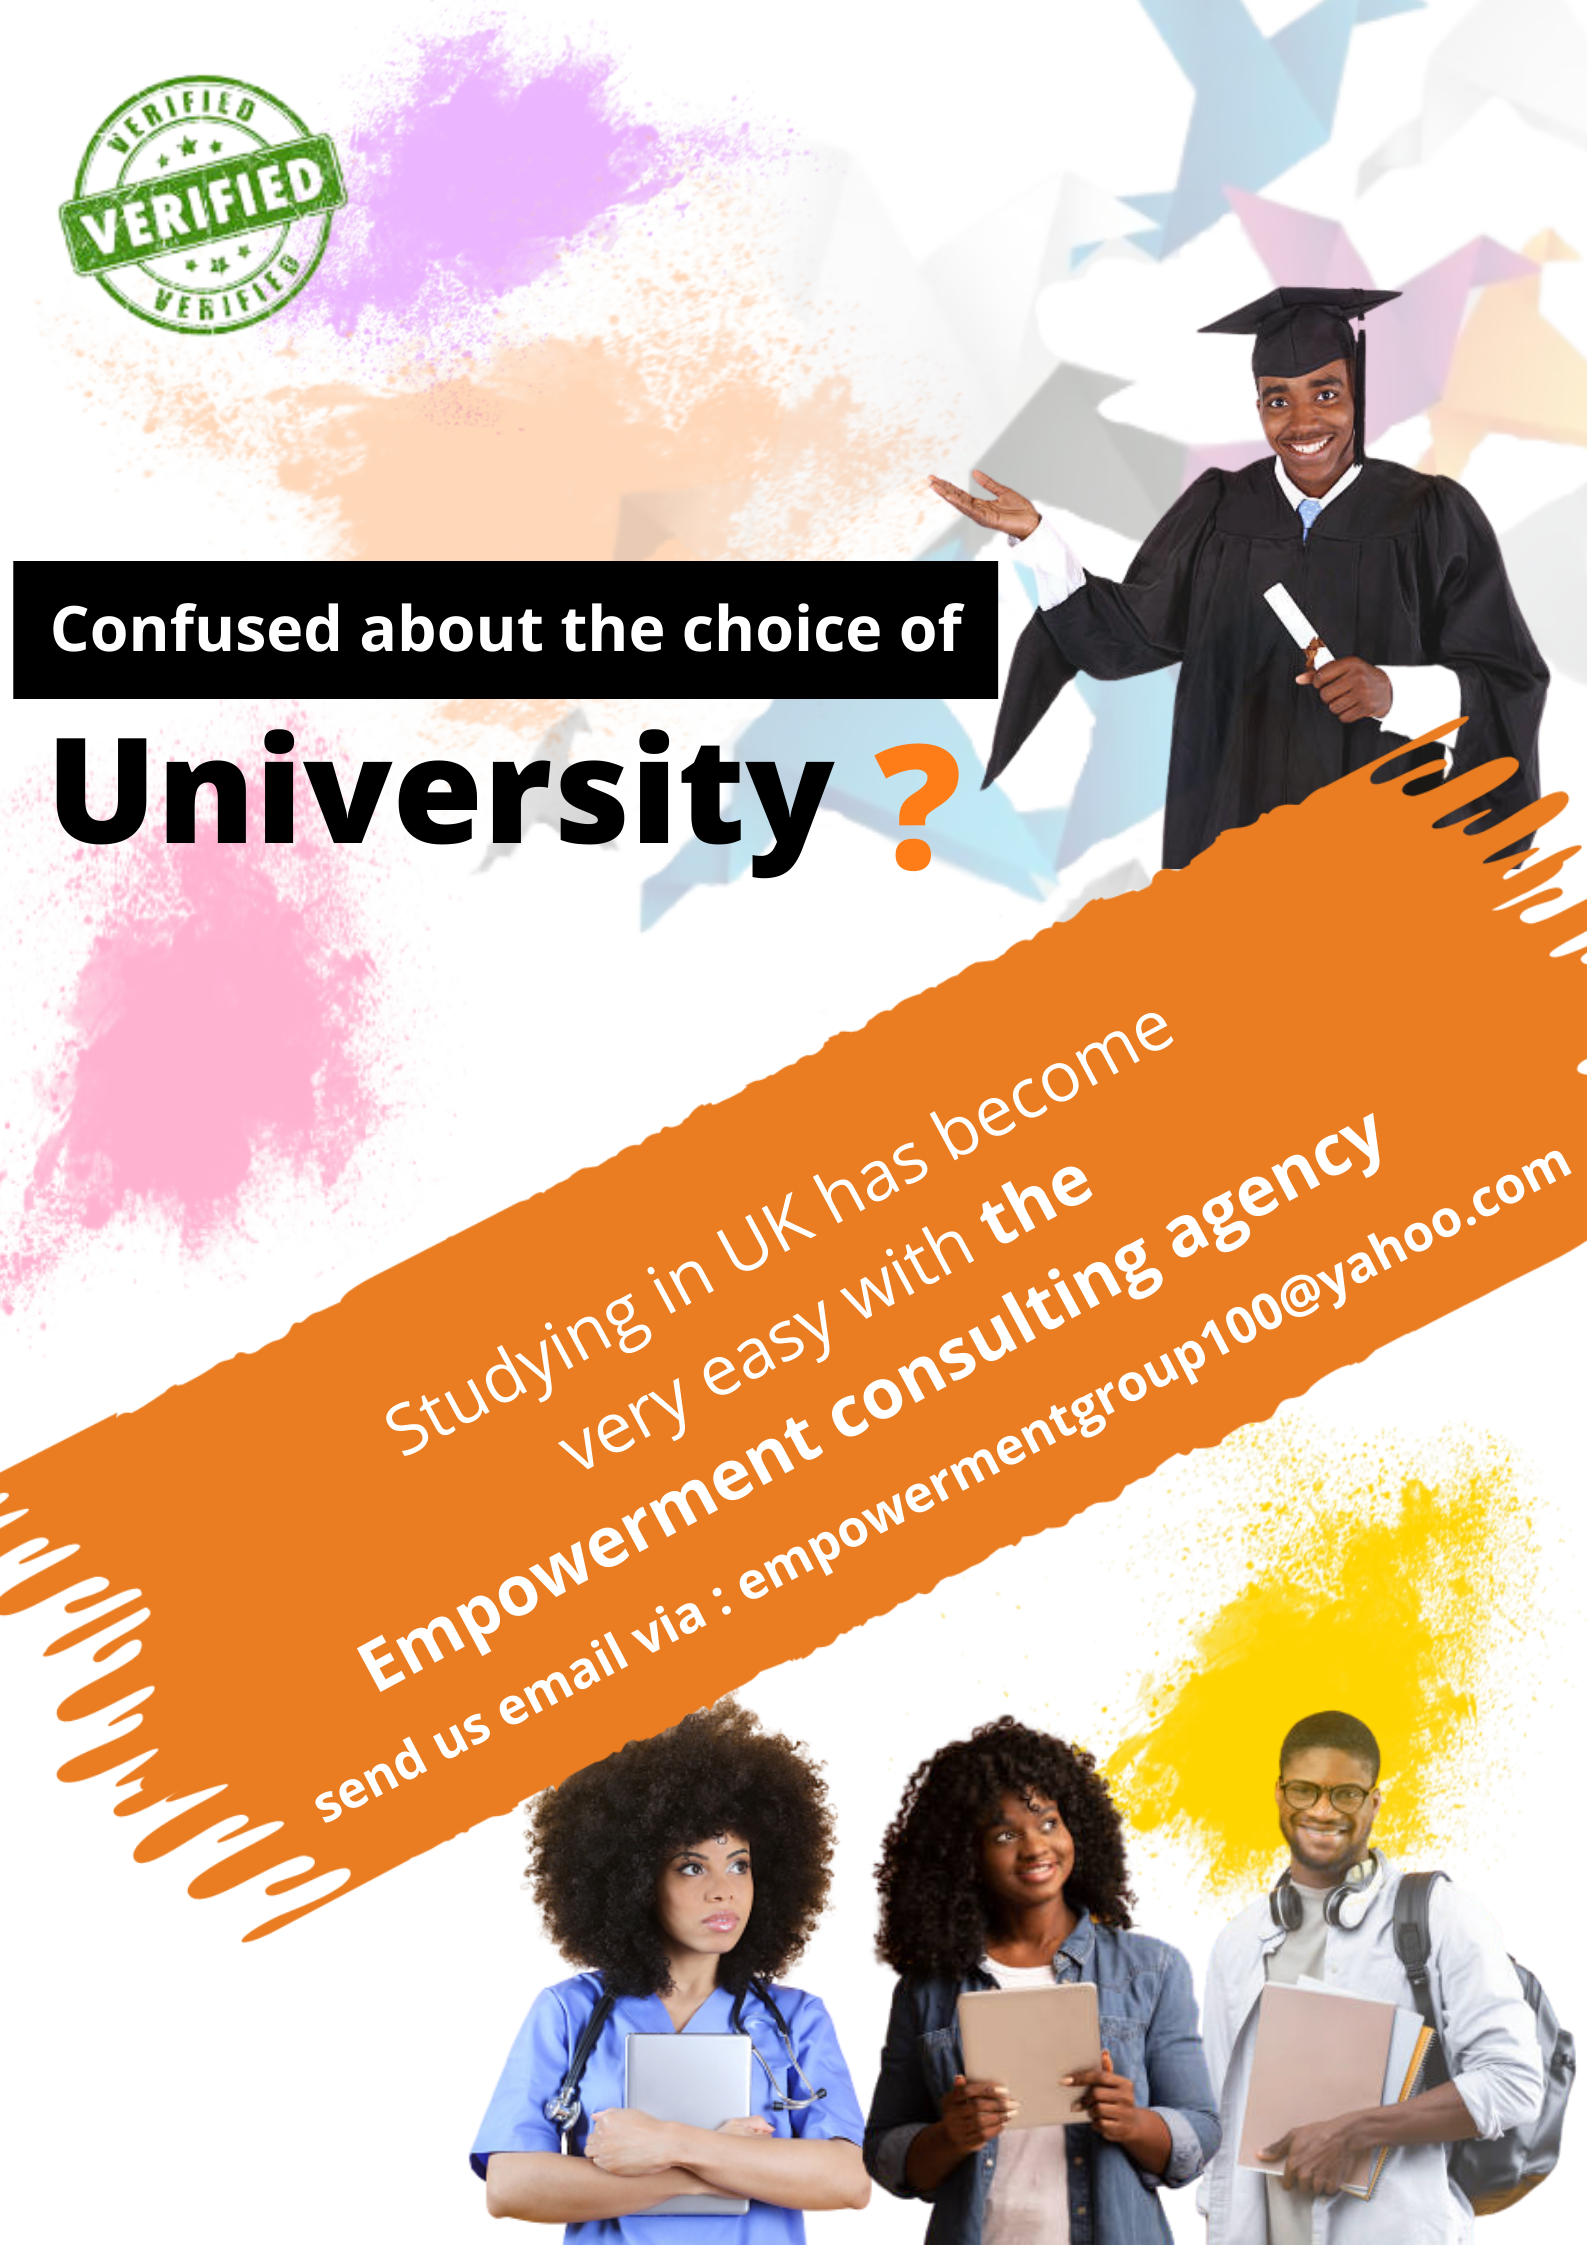 VERIFIED
VERIFIED
VERIFIED
Confused about the choice of
University ?
Studying in UK has become
very easy with the
Empowerment consulting agency
send us email via : empowermentgroup100@yahoo.com